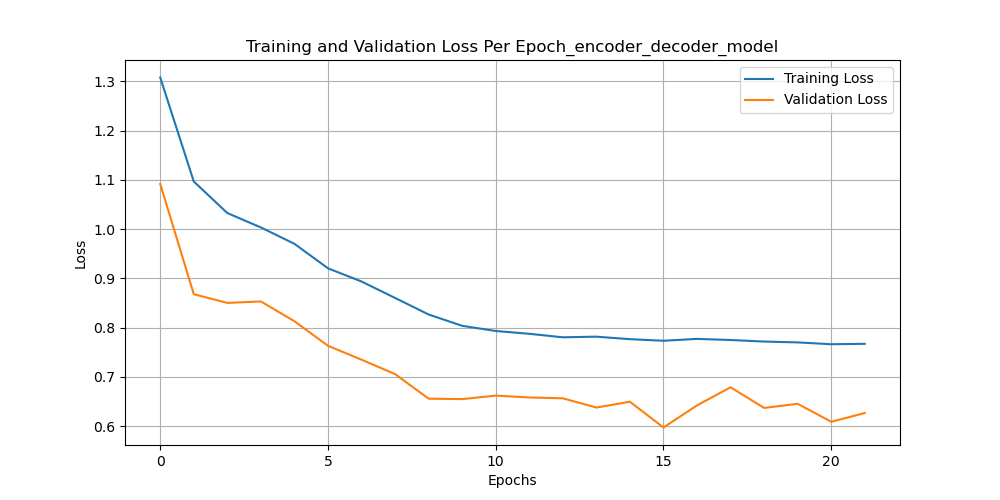 Training and Validation Loss Per Epoch_encoder_decoder_model
Training Loss
Validation Loss
Loss
1.3
1.2
1.1
1.0
0.9
0.8
0.7
0.6
0 5 10 15 20
Epochs